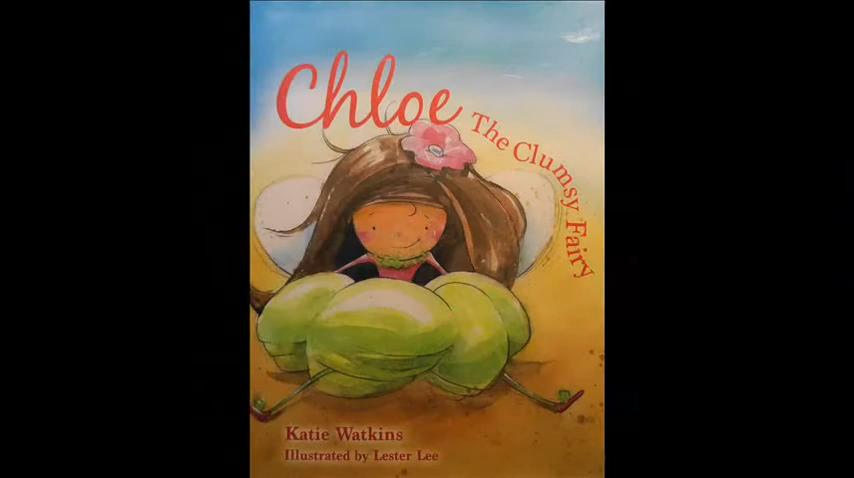 Chloe
The Clumsy Fairy
Katie Watkins
Illustrated by Lester Lee